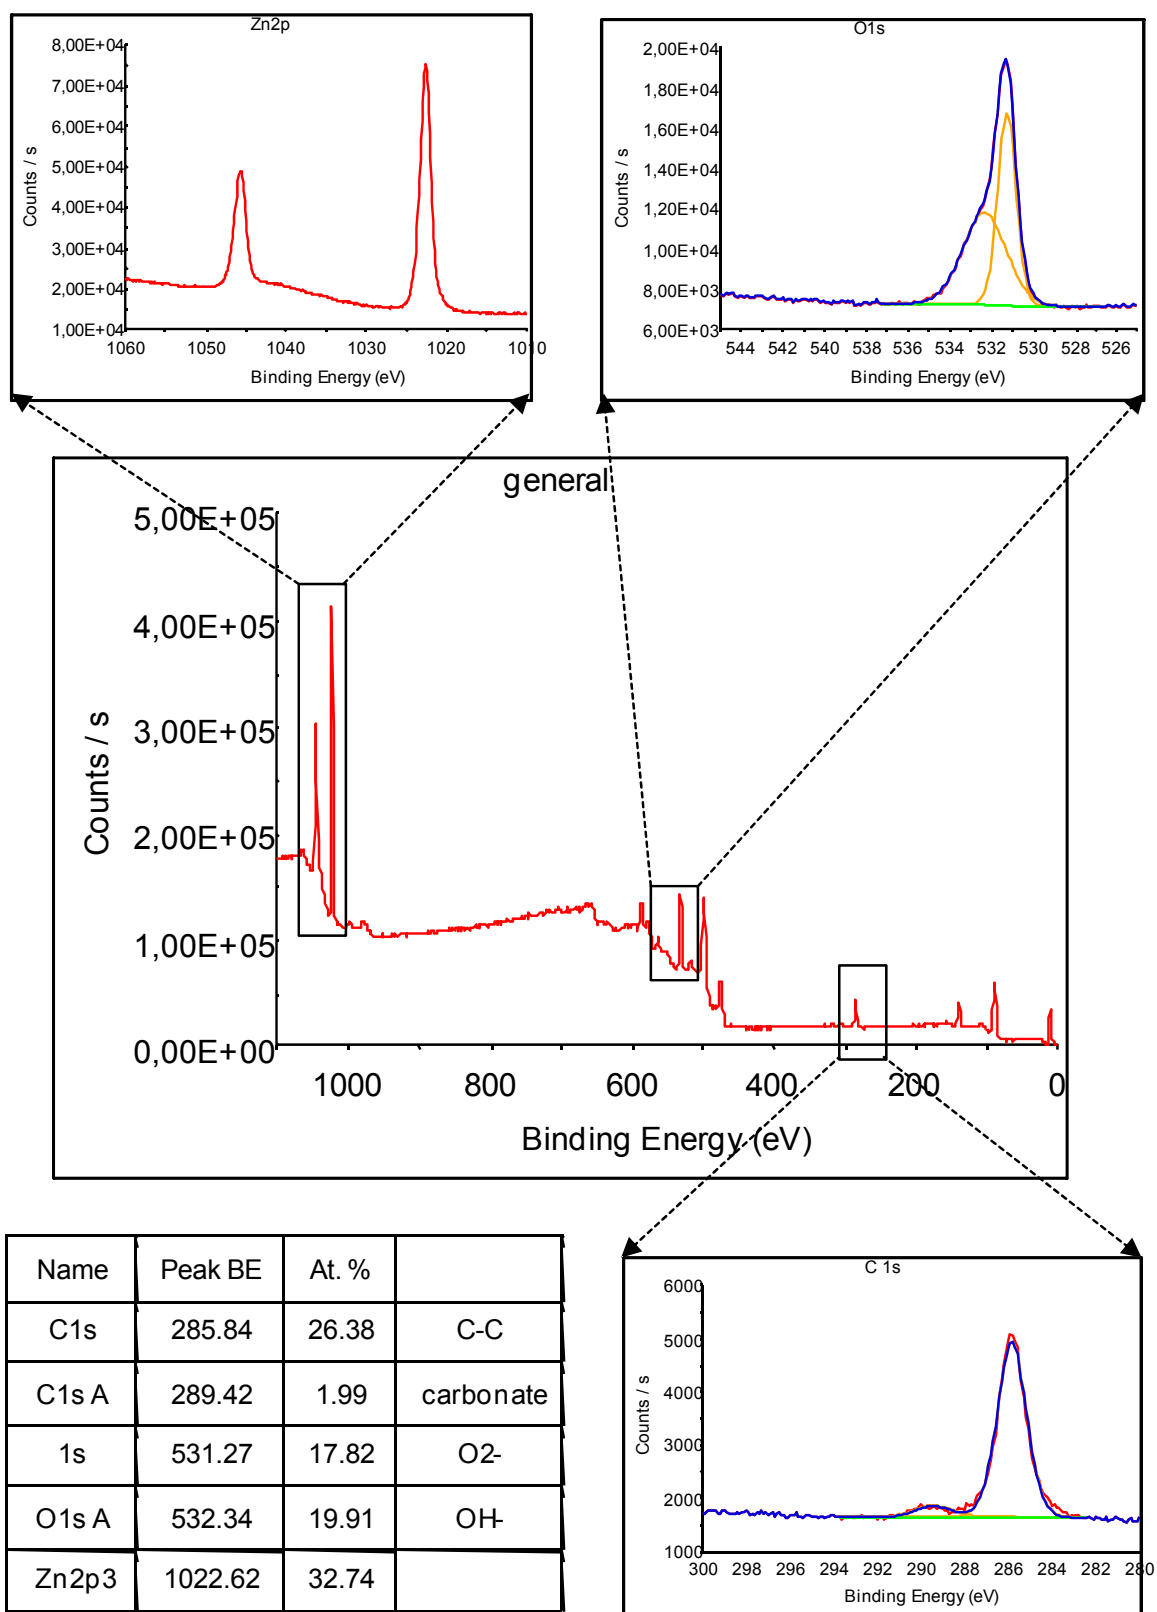 Zn2p
8,00E+04
7,00E+04
6,00E+04
5,00E+04
4,00E+04
3,00E+04
2,00E+04
1,00E+04
Counts / s
1060 1050 1040 1030 1020 1010
Binding Energy (eV)
O1s
2,00E+04
1,80E+04
1,60E+04
1,40E+04
1,20E+04
1,00E+04
8,00E+03
6,00E+03
Counts / s
544 542 540 538 536 534 532 530 528 526
Binding Energy (eV)
general
5,00E+05
4,00E+05
3,00E+05
2,00E+05
1,00E+05
0,00E+00
Counts / s
1000 800 600 400 200 0
Binding Energy (eV)
Name Peak BE At. %
C1s 285.84 26.38 C-C
C1s A 289.42 1.99 carbonate
1s 531.27 17.82 O2-
O1s A 532.34 19.91 OH-
Zn2p3 1022.62 32.74
C 1s
6000
5000
4000
3000
2000
1000
Counts / s
300 298 296 294 292 290 288 286 284 282 280
Binding Energy (eV)